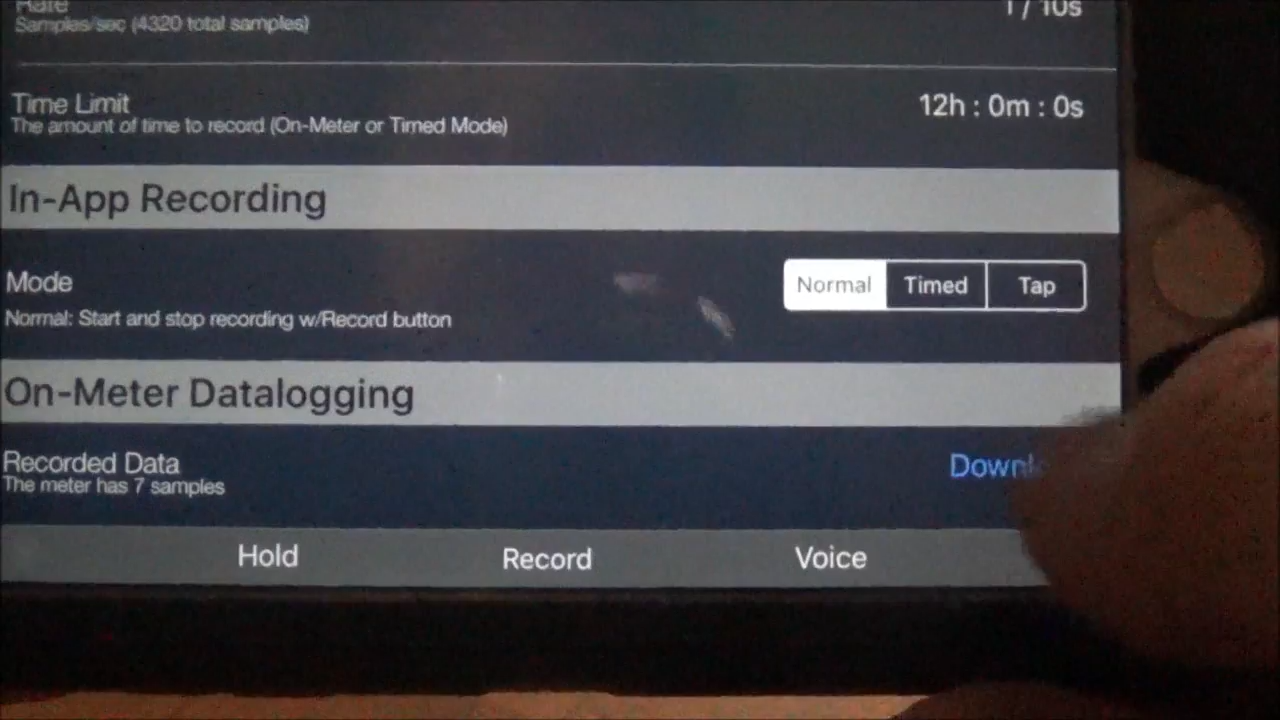 Rate
1 / 10s
Samples/sec (4320 total samples)
Time Limit
12h : 0m : 0s
The amount of time to record (On-Meter or Timed Mode)
In-App Recording
Mode
Normal Timed Tap
Normal: Start and stop recording w/Record button
On-Meter Datalogging
Recorded Data
The meter has 7 samples
Hold Record Voice